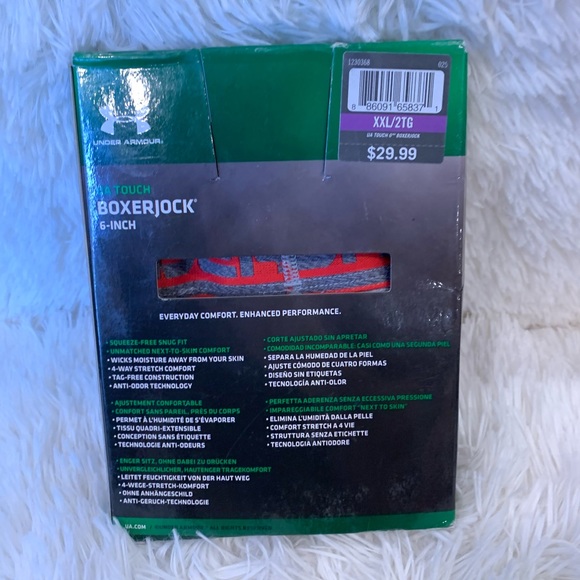 1230368 025
8 86091 65837 1
XXL/2TG
UA TOUCH 6" BOXERJOCK
$29.99
UNDER ARMOUR.
UA TOUCH
BOXERJOCK®
6-INCH
EVERYDAY COMFORT. ENHANCED PERFORMANCE.
• SQUEEZE-FREE SNUG FIT
• UNMATCHED NEXT-TO-SKIN COMFORT
• WICKS MOISTURE AWAY FROM YOUR SKIN
• 4-WAY STRETCH COMFORT
• TAG-FREE CONSTRUCTION
• ANTI-ODOR TECHNOLOGY
• CORTE AJUSTADO SIN APRETAR
• COMODIDAD INCOMPARABLE: CASI COMO UNA SEGUNDA PIEL
• SEPARA LA HUMEDAD DE LA PIEL
• AJUSTE CÓMODO DE CUATRO FORMAS
• DISEÑO SIN ETIQUETAS
• TECNOLOGÍA ANTI-OLOR
• AJUSTEMENT CONFORTABLE
• CONFORT SANS PAREIL, PRÈS DU CORPS
• PERMET À L'HUMIDITÉ DE S'ÉVAPORER
• TISSU QUADRI-EXTENSIBLE
• CONCEPTION SANS ÉTIQUETTE
• TECHNOLOGIE ANTI-ODEURS
• PERFETTA ADERENZA SENZA ECCESSIVA PRESSIONE
• IMPAREGGIABILE COMFORT "NEXT TO SKIN"
• ELIMINA L'UMIDITÀ DALLA PELLE
• COMFORT STRETCH A 4 VIE
• STRUTTURA SENZA ETICHETTE
• TECNOLOGIA ANTIODORE
• ENGER SITZ, OHNE DABEI ZU DRÜCKEN
• UNVERGLEICHLICHER, HAUTENGER TRAGEKOMFORT
• LEITET FEUCHTIGKEIT VON DER HAUT WEG
• 4-WEGE-STRETCH-KOMFORT
• OHNE ANHÄNGESCHILD
• ANTI-GERUCH-TECHNOLOGIE
UA.COM